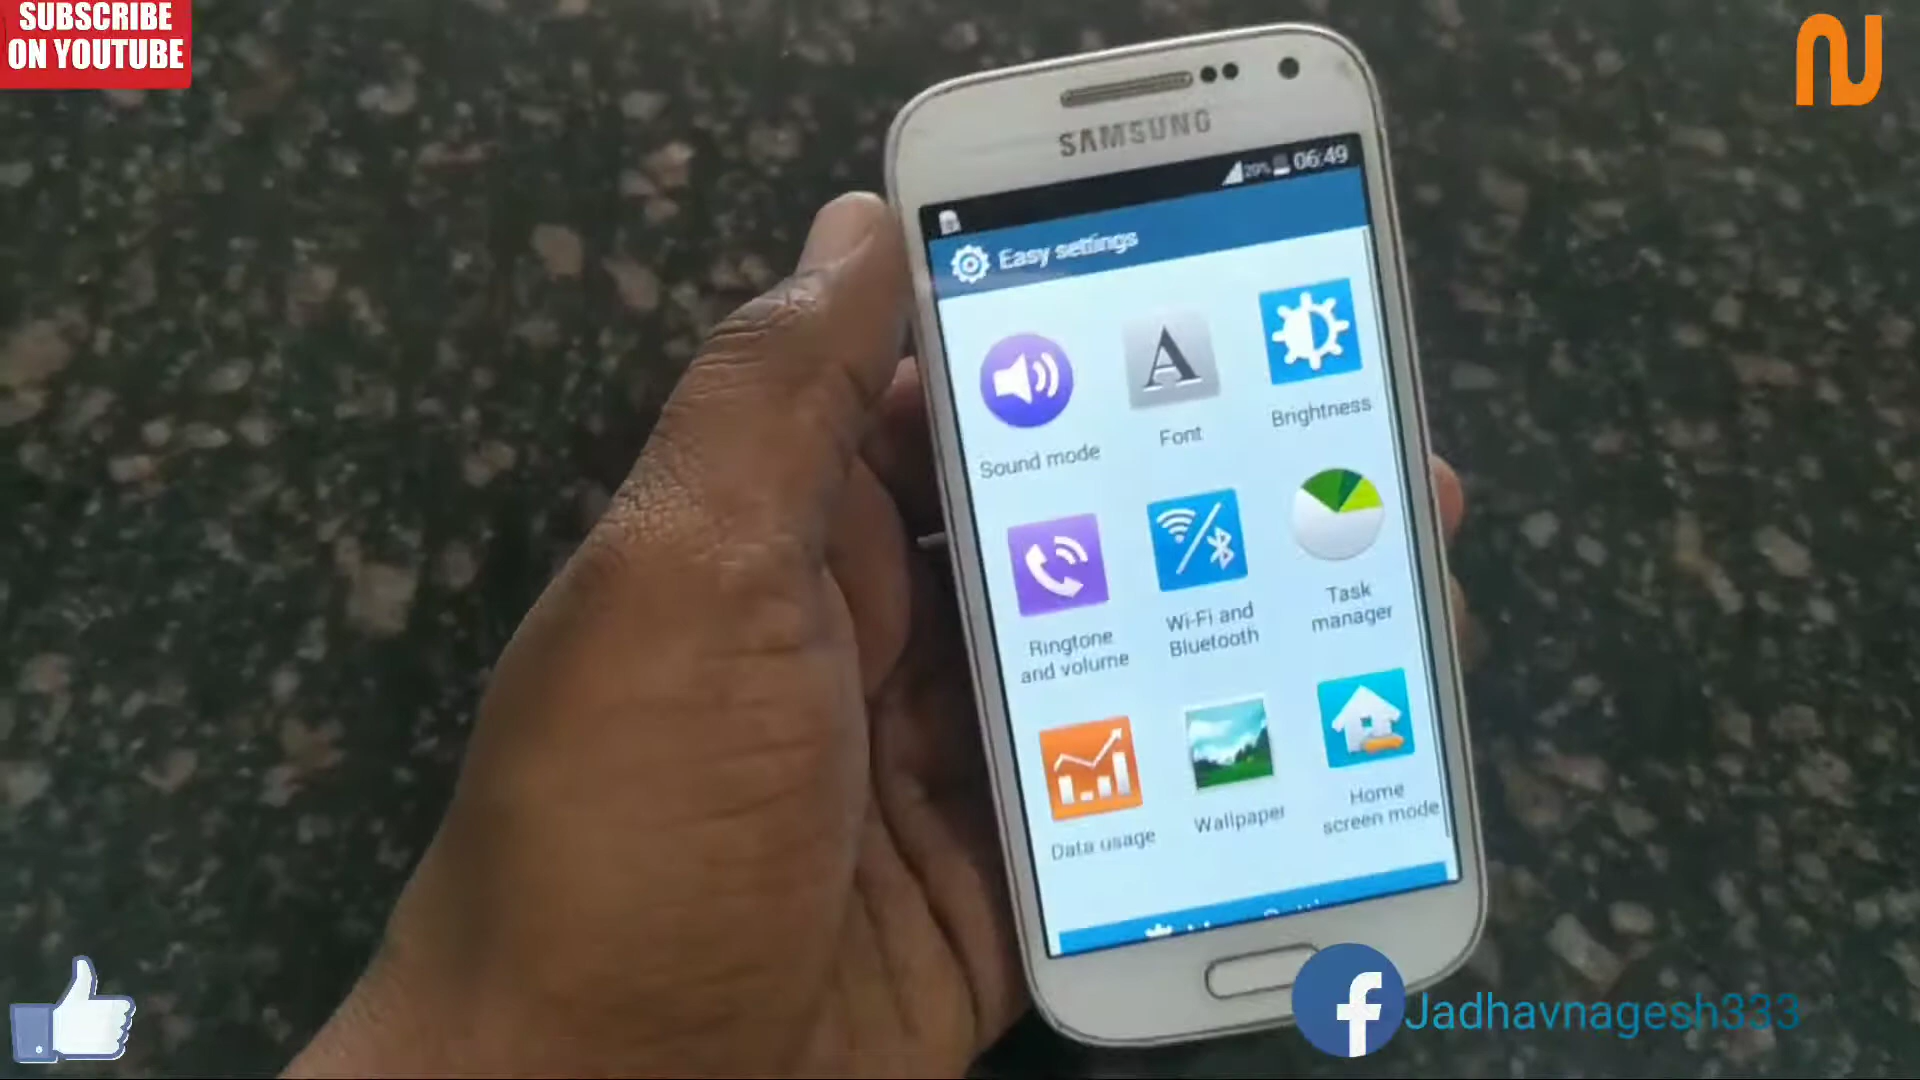 SUBSCRIBE
ON YOUTUBE
SAMSUNG
29% 06:49
Easy settings
Sound mode
Font
Brightness
Ringtone
and volume
Wi-Fi and
Bluetooth
Task
manager
Data usage
Wallpaper
Home
screen mode
Jadhavnagesh333